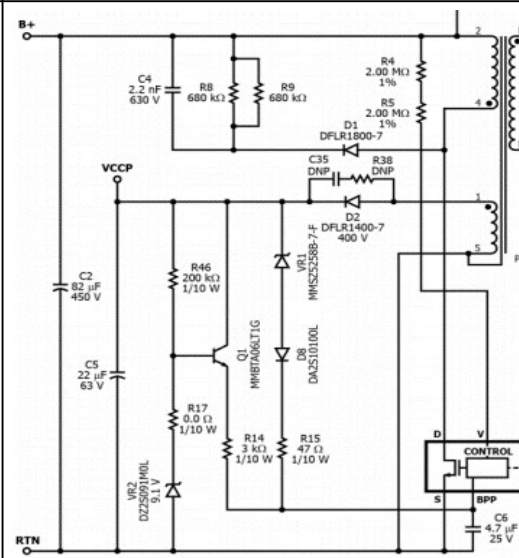 B+
2
C4
2.2 nF
630 V
R8
680 kΩ
R9
680 kΩ
R4
2.00 MΩ
1%
R5
2.00 MΩ
1%
4
D1
DFLR1800-7
C35
DNP
R38
DNP
VCCP
1
D2
DFLR1400-7
400 V
5
C2
82 µF
450 V
R46
200 kΩ
1/10 W
VR1
MMSZ5258B-7-F
Q1
MMBTA06LT1G
D8
DA2S10100L
C5
22 µF
63 V
R17
0.0 Ω
1/10 W
R14
3 kΩ
1/10 W
R15
47 Ω
1/10 W
D
V
CONTROL
S
BPP
VR2
DZ2S091M0L
9.1 V
C6
4.7 µF
25 V
RTN